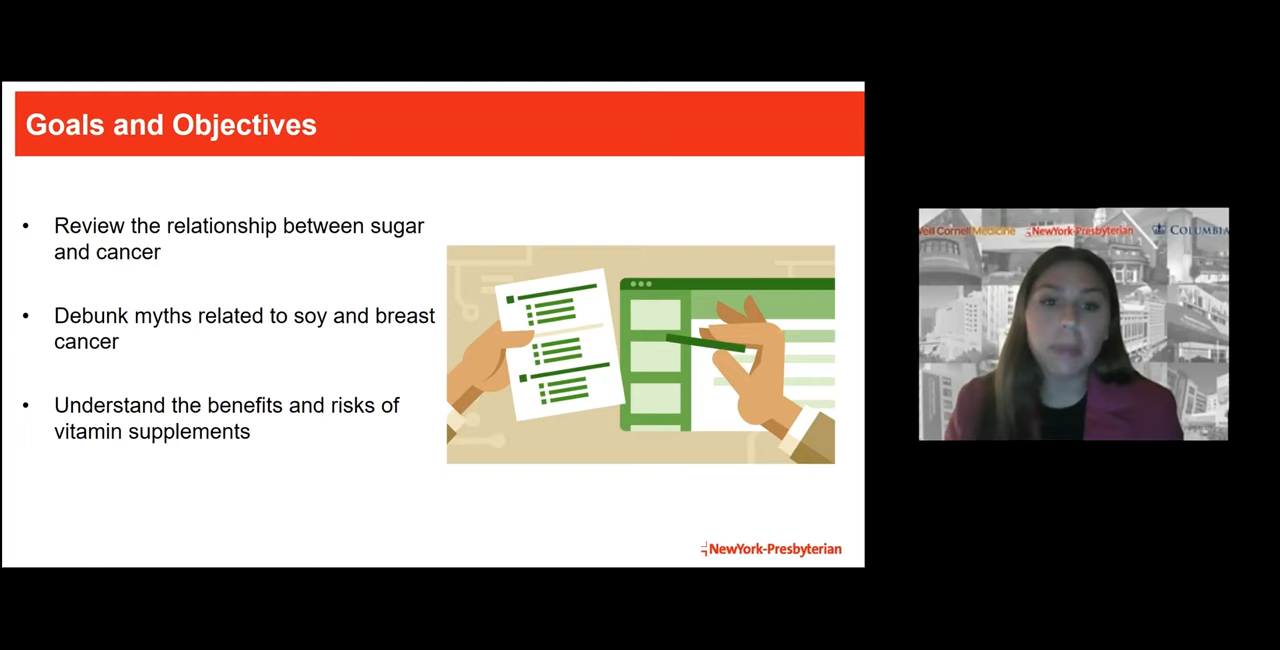 Goals and Objectives
• Review the relationship between sugar
and cancer
• Debunk myths related to soy and breast
cancer
• Understand the benefits and risks of
vitamin supplements
NewYork-Presbyterian
Weill Cornell Medicine NewYork-Presbyterian COLUMBIA